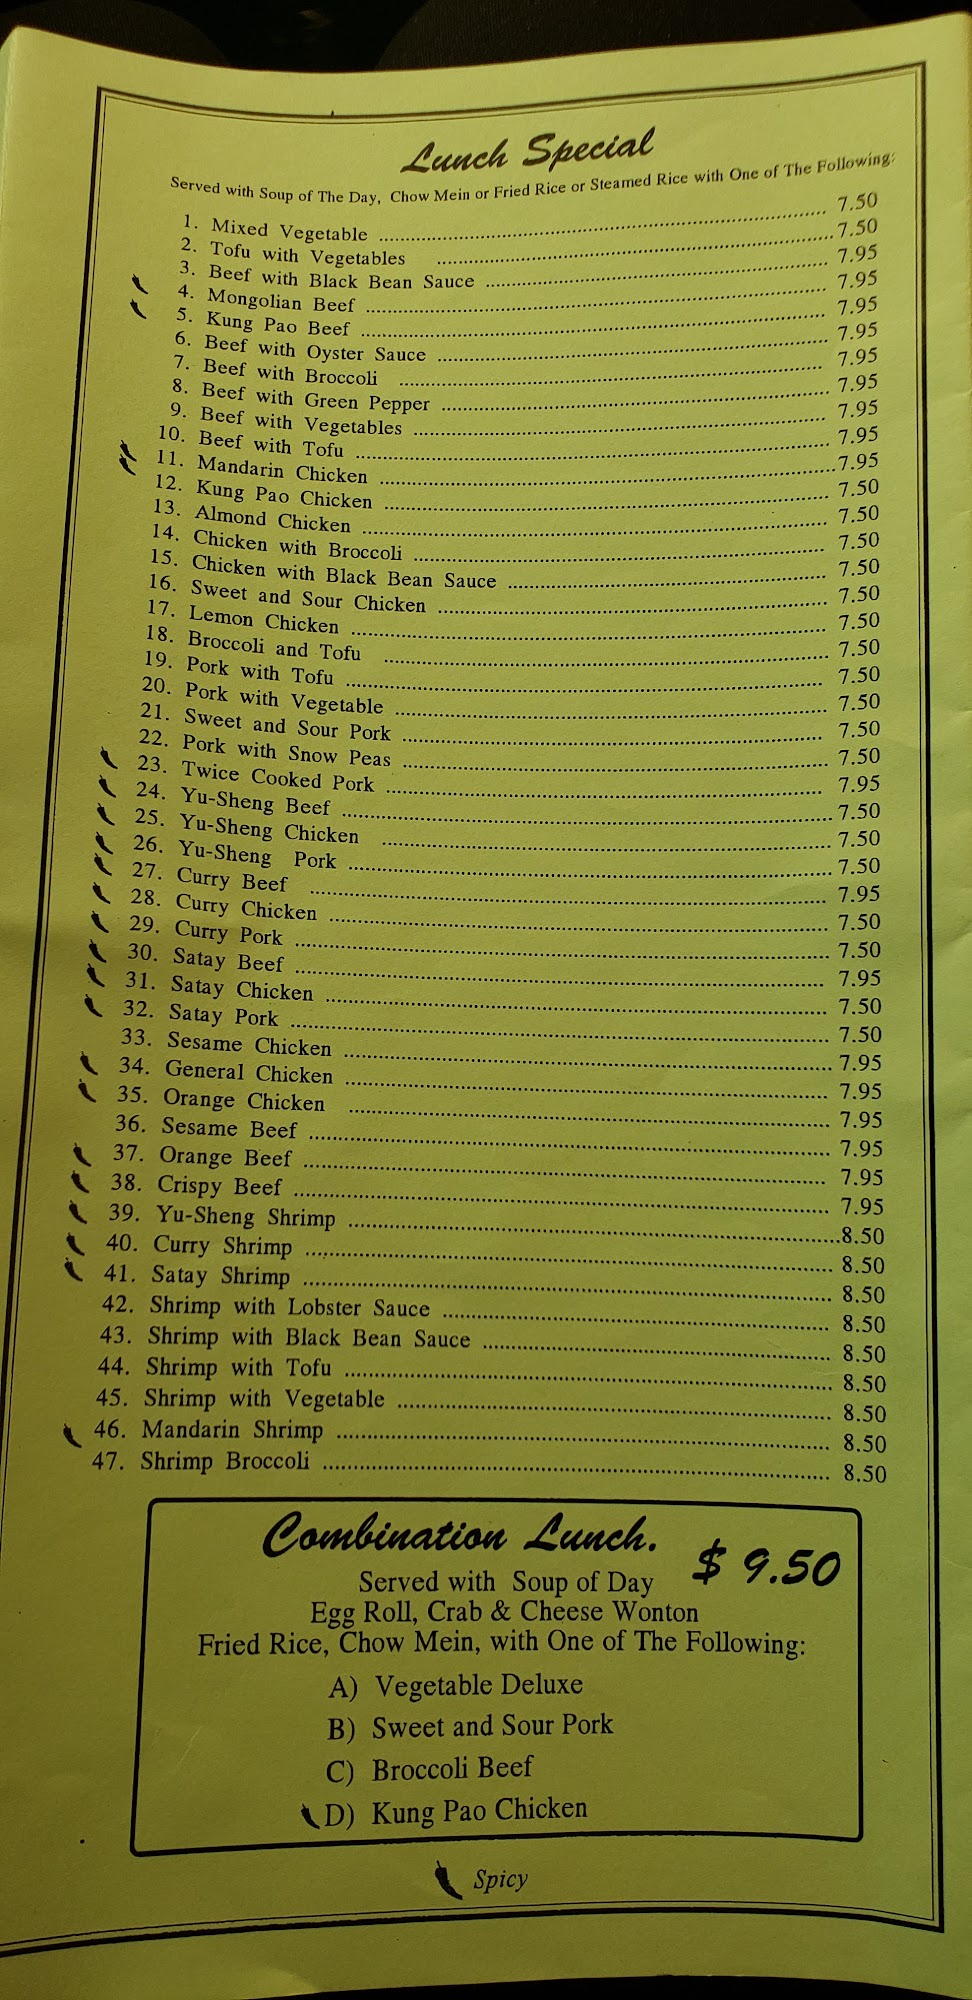 Lunch Special
Served with Soup of The Day, Chow Mein or Fried Rice or Steamed Rice with One of The Following:
1. Mixed Vegetable ........ 7.50
2. Tofu with Vegetables ........ 7.50
3. Beef with Black Bean Sauce ........ 7.95
4. Mongolian Beef ........ 7.95
5. Kung Pao Beef ........ 7.95
6. Beef with Oyster Sauce ........ 7.95
7. Beef with Broccoli ........ 7.95
8. Beef with Green Pepper ........ 7.95
9. Beef with Vegetables ........ 7.95
10. Beef with Tofu ........ 7.95
11. Mandarin Chicken ........ 7.95
12. Kung Pao Chicken ........ 7.50
13. Almond Chicken ........ 7.50
14. Chicken with Broccoli ........ 7.50
15. Chicken with Black Bean Sauce ........ 7.50
16. Sweet and Sour Chicken ........ 7.50
17. Lemon Chicken ........ 7.50
18. Broccoli and Tofu ........ 7.50
19. Pork with Tofu ........ 7.50
20. Pork with Vegetable ........ 7.50
21. Sweet and Sour Pork ........ 7.50
22. Pork with Snow Peas ........ 7.50
23. Twice Cooked Pork ........ 7.95
24. Yu-Sheng Beef ........ 7.50
25. Yu-Sheng Chicken ........ 7.50
26. Yu-Sheng Pork ........ 7.50
27. Curry Beef ........ 7.95
28. Curry Chicken ........ 7.50
29. Curry Pork ........ 7.50
30. Satay Beef ........ 7.95
31. Satay Chicken ........ 7.50
32. Satay Pork ........ 7.50
33. Sesame Chicken ........ 7.95
34. General Chicken ........ 7.95
35. Orange Chicken ........ 7.95
36. Sesame Beef ........ 7.95
37. Orange Beef ........ 7.95
38. Crispy Beef ........ 7.95
39. Yu-Sheng Shrimp ........ 8.50
40. Curry Shrimp ........ 8.50
41. Satay Shrimp ........ 8.50
42. Shrimp with Lobster Sauce ........ 8.50
43. Shrimp with Black Bean Sauce ........ 8.50
44. Shrimp with Tofu ........ 8.50
45. Shrimp with Vegetable ........ 8.50
46. Mandarin Shrimp ........ 8.50
47. Shrimp Broccoli ........ 8.50
Combination Lunch. $ 9.50
Served with Soup of Day
Egg Roll, Crab & Cheese Wonton
Fried Rice, Chow Mein, with One of The Following:
A) Vegetable Deluxe
B) Sweet and Sour Pork
C) Broccoli Beef
D) Kung Pao Chicken
Spicy